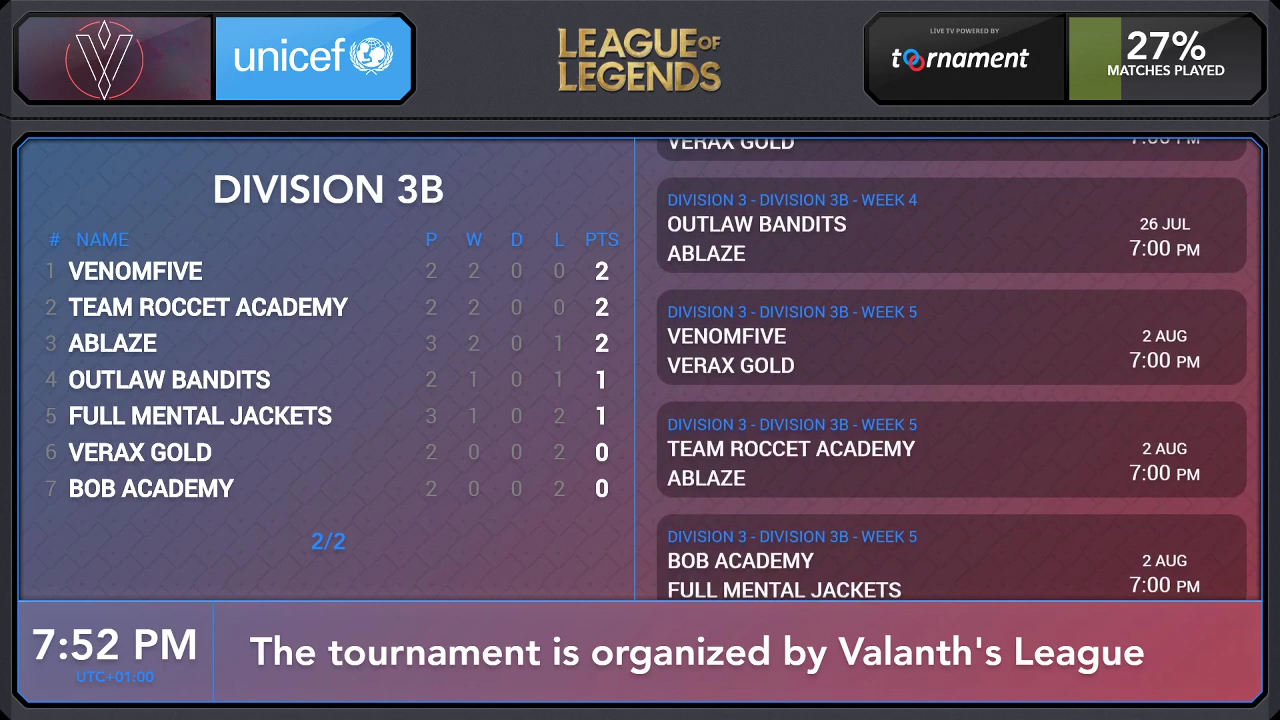 unicef
LEAGUE OF
LEGENDS
LIVE TV POWERED BY
toornament
27%
MATCHES PLAYED
DIVISION 3B
# NAME P W D L PTS
1 VENOMFIVE 2 2 0 0 2
2 TEAM ROCCET ACADEMY 2 2 0 0 2
3 ABLAZE 3 2 0 1 2
4 OUTLAW BANDITS 2 1 0 1 1
5 FULL MENTAL JACKETS 3 1 0 2 1
6 VERAX GOLD 2 0 0 2 0
7 BOB ACADEMY 2 0 0 2 0
2/2
VERAX GOLD 7:00 PM
DIVISION 3 - DIVISION 3B - WEEK 4
OUTLAW BANDITS 26 JUL
ABLAZE 7:00 PM
DIVISION 3 - DIVISION 3B - WEEK 5
VENOMFIVE 2 AUG
VERAX GOLD 7:00 PM
DIVISION 3 - DIVISION 3B - WEEK 5
TEAM ROCCET ACADEMY 2 AUG
ABLAZE 7:00 PM
DIVISION 3 - DIVISION 3B - WEEK 5
BOB ACADEMY 2 AUG
FULL MENTAL JACKETS 7:00 PM
7:52 PM
UTC+01:00
The tournament is organized by Valanth's League